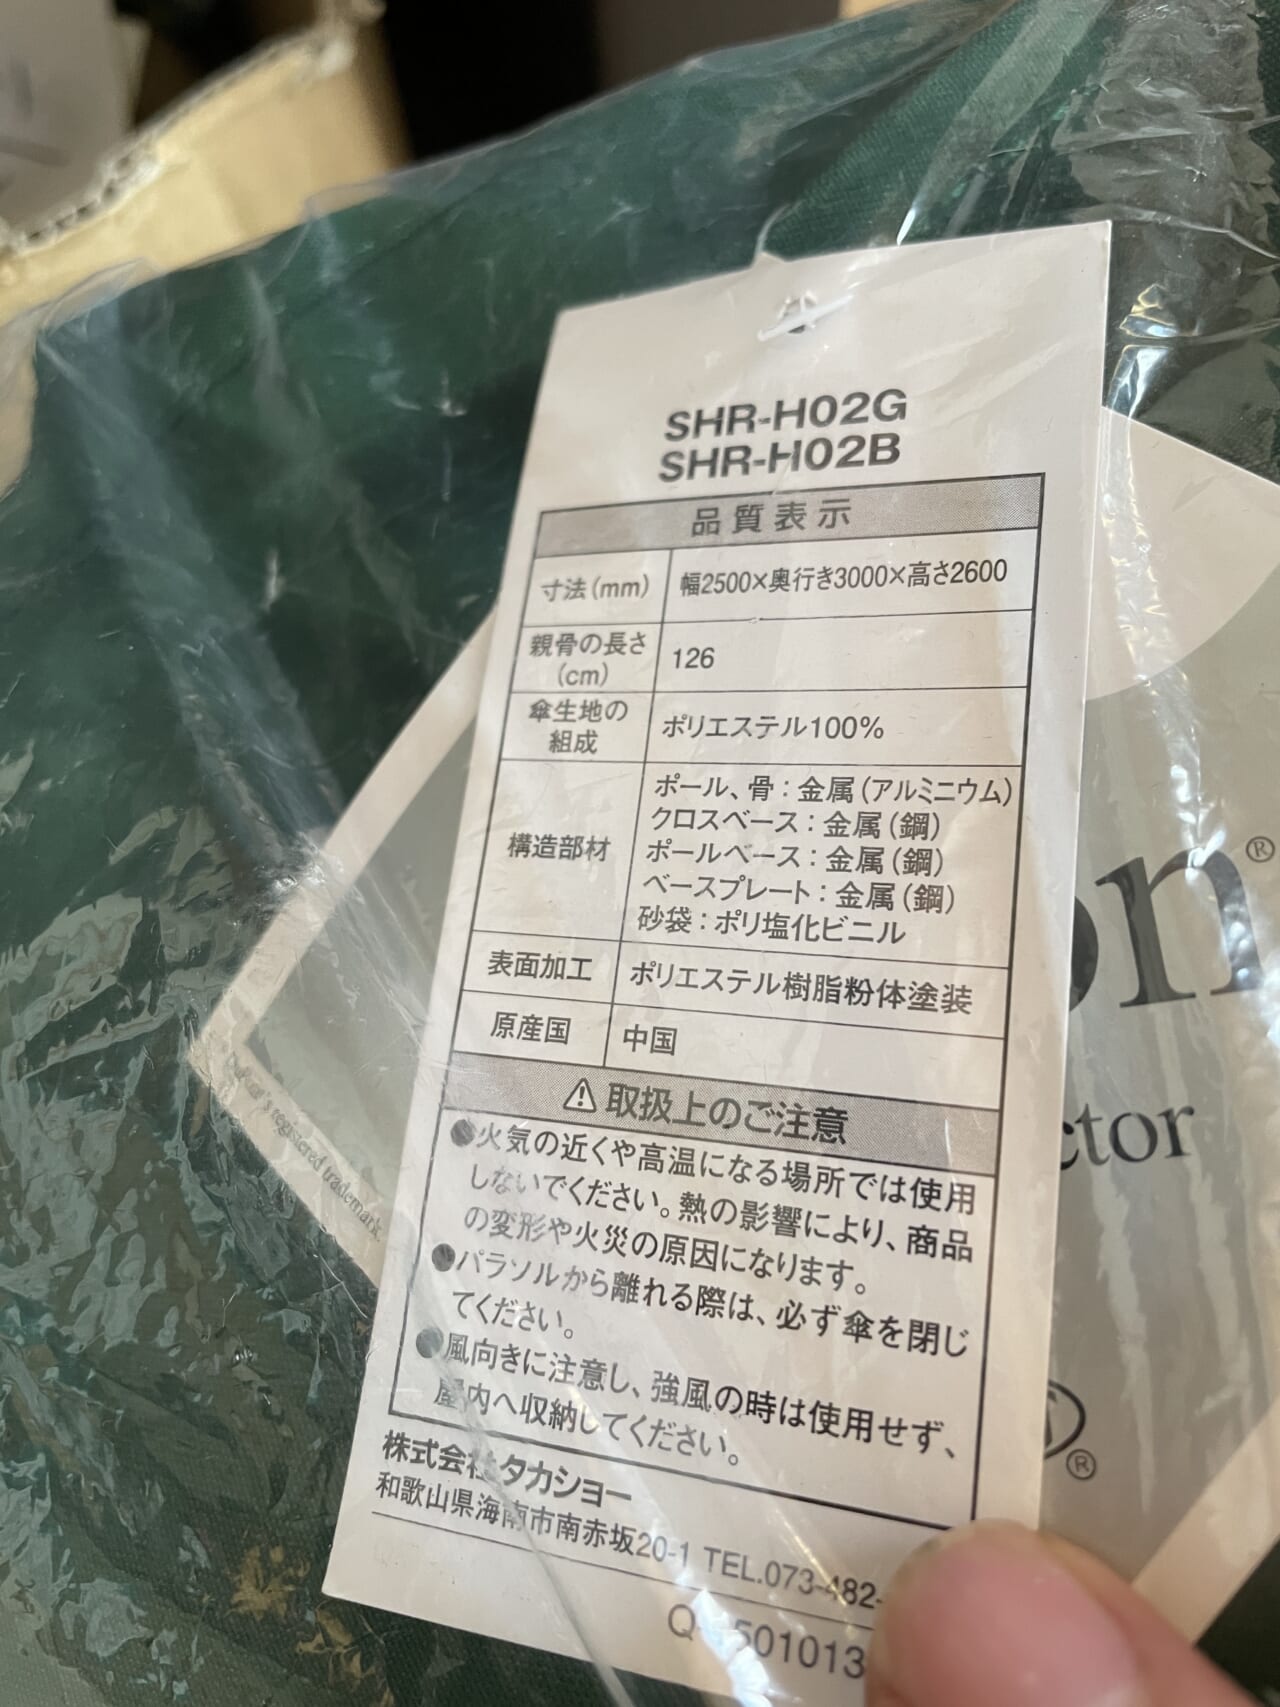 SHR-H02G
SHR-H02B
品質表示
寸法(mm) 幅2500×奥行き3000×高さ2600
親骨の長さ
(cm) 126
傘生地の
組成 ポリエステル100%
構造部材
ポール、骨：金属(アルミニウム)
クロスベース：金属(鋼)
ポールベース：金属(鋼)
ベースプレート：金属(鋼)
砂袋：ポリ塩化ビニル
表面加工 ポリエステル樹脂粉体塗装
原産国 中国
⚠取扱上のご注意
●火気の近くや高温になる場所では使用
しないでください。熱の影響により、商品
の変形や火災の原因になります。
●パラソルから離れる際は、必ず傘を閉じ
てください。
●風向きに注意し、強風の時は使用せず、
屋内へ収納してください。
株式会社タカショー
和歌山県海南市南赤坂20-1 TEL.073-482-
501013
on®
ctor
®
registered trademark.